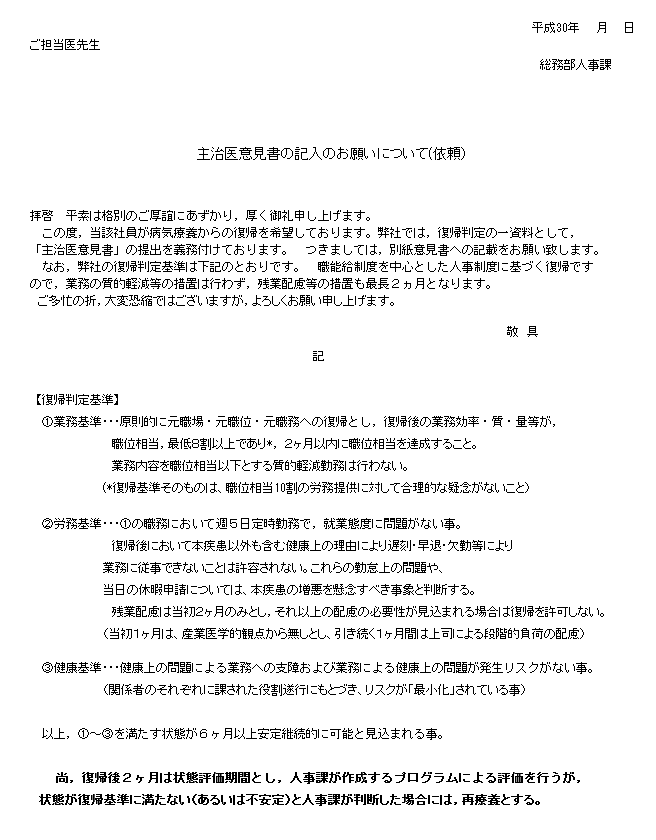 平成30年　月　日
ご担当医先生
総務部人事課
主治医意見書の記入のお願いについて(依頼)
拝啓　平素は格別のご厚誼にあずかり，厚く御礼申し上げます。
この度，当該社員が病気療養からの復帰を希望しております。弊社では，復帰判定の一資料として，
「主治医意見書」の提出を義務付けております。　つきましては，別紙意見書への記載をお願い致します。
なお，弊社の復帰判定基準は下記のとおりです。　職能給制度を中心とした人事制度に基づく復帰です
ので，業務の質的軽減等の措置は行わず，残業配慮等の措置も最長２ヵ月となります。
ご多忙の折，大変恐縮ではございますが，よろしくお願い申し上げます。
敬 具
記
【復帰判定基準】
①業務基準・・・原則的に元職場・元職位・元職務への復帰とし，復帰後の業務効率・質・量等が，
職位相当，最低8割以上であり*，2ヶ月以内に職位相当を達成すること。
業務内容を職位相当以下とする質的軽減勤務は行わない。
(*復帰基準そのものは、職位相当10割の労務提供に対して合理的な疑念がないこと)
②労務基準・・・①の職務において週５日定時勤務で，就業態度に問題がない事。
復帰後において本疾患以外も含む健康上の理由により遅刻・早退・欠勤等により
業務に従事できないことは許容されない。これらの勤怠上の問題や、
当日の休暇申請については、本疾患の増悪を懸念すべき事象と判断する。
残業配慮は当初2ヶ月のみとし，それ以上の配慮の必要性が見込まれる場合は復帰を許可しない。
(当初1ヶ月は、産業医学的観点から無しとし、引き続く1ヶ月間は上司による段階的負荷の配慮)
③健康基準・・・健康上の問題による業務への支障および業務による健康上の問題が発生リスクがない事。
(関係者のそれぞれに課された役割遂行にもとづき、リスクが「最小化」されている事)
以上，①～③を満たす状態が６ヶ月以上安定継続的に可能と見込まれる事。
尚，復帰後２ヶ月は状態評価期間とし，人事課が作成するプログラムによる評価を行うが，
状態が復帰基準に満たない(あるいは不安定)と人事課が判断した場合には，再療養とする。